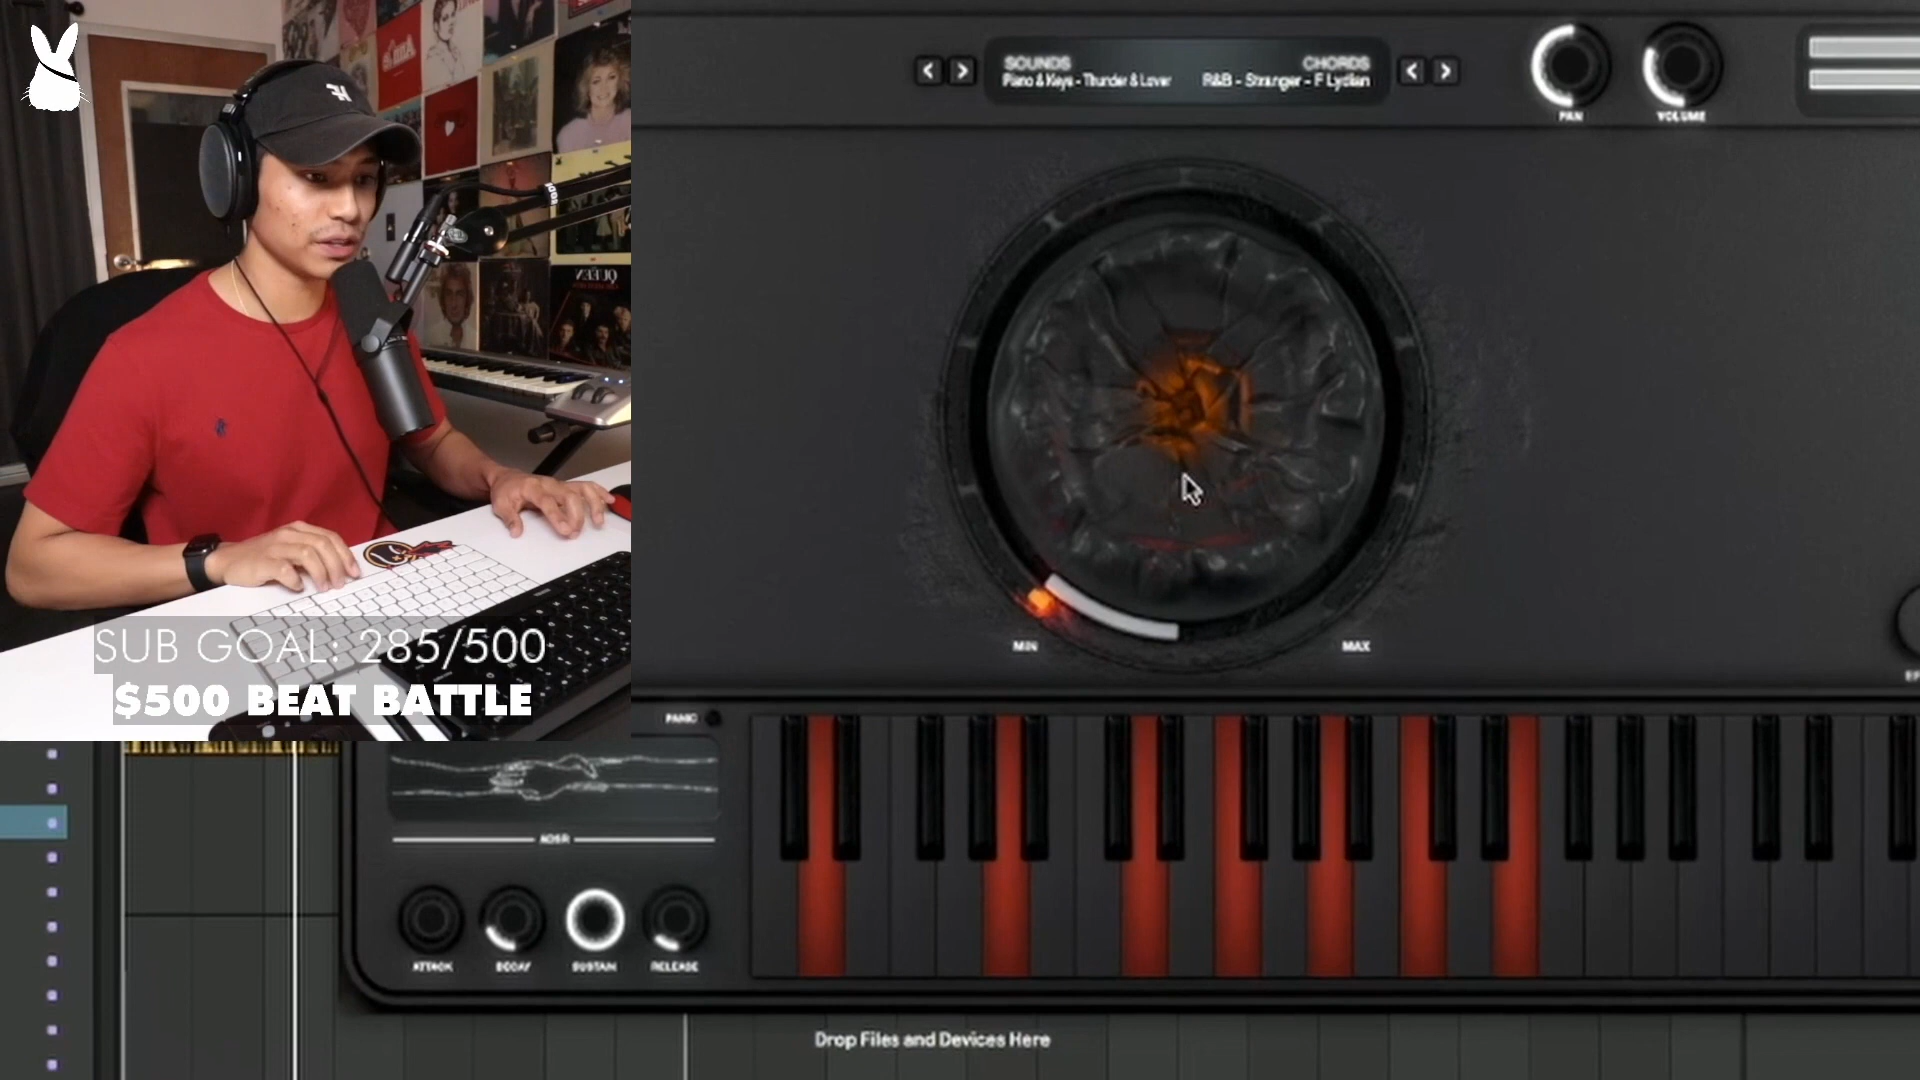 SOUNDS
Piano & Keys - Thunder & Lover
CHORDS
R&B - Stranger - F Lydian
PAN
VOLUME
QUEEN
MIN
MAX
SUB GOAL: 285/500
$500 BEAT BATTLE
PANIC
ADSR
ATTACK
DECAY
SUSTAIN
RELEASE
Drop Files and Devices Here